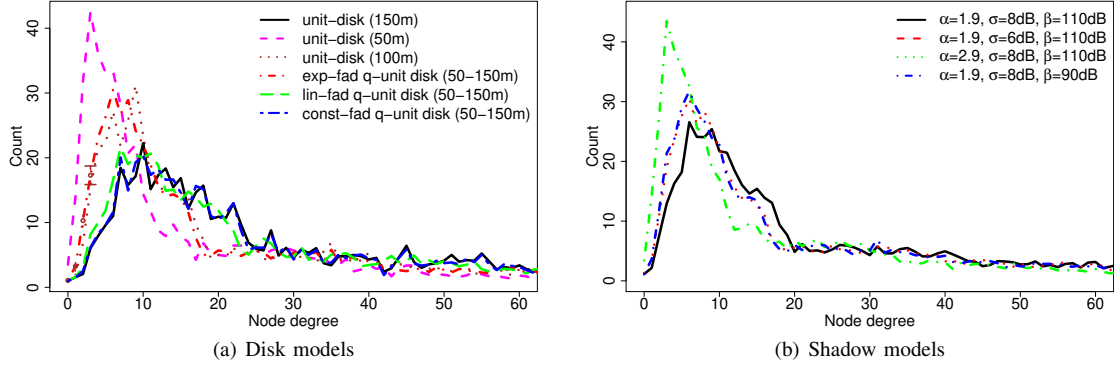 unit−disk (150m)
unit−disk (50m)
unit−disk (100m)
exp−fad q−unit disk (50−150m)
lin−fad q−unit disk (50−150m)
const−fad q−unit disk (50−150m)
Count
0
10
20
30
40
0
10
20
30
40
50
60
Node degree
(a) Disk models
α=1.9, σ=8dB, β=110dB
α=1.9, σ=6dB, β=110dB
α=2.9, σ=8dB, β=110dB
α=1.9, σ=8dB, β=90dB
Count
0
10
20
30
40
0
10
20
30
40
50
60
Node degree
(b) Shadow models